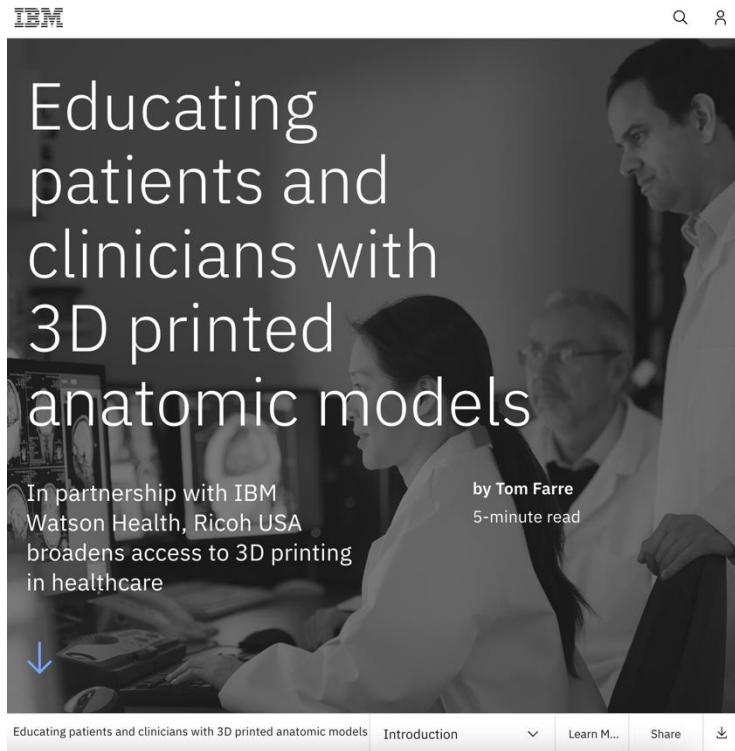 IBM
Educating
patients and
clinicians with
3D printed
anatomic models
In partnership with IBM
Watson Health, Ricoh USA
broadens access to 3D printing
in healthcare
by Tom Farre
5-minute read
Educating patients and clinicians with 3D printed anatomic models
Introduction
Learn M...
Share